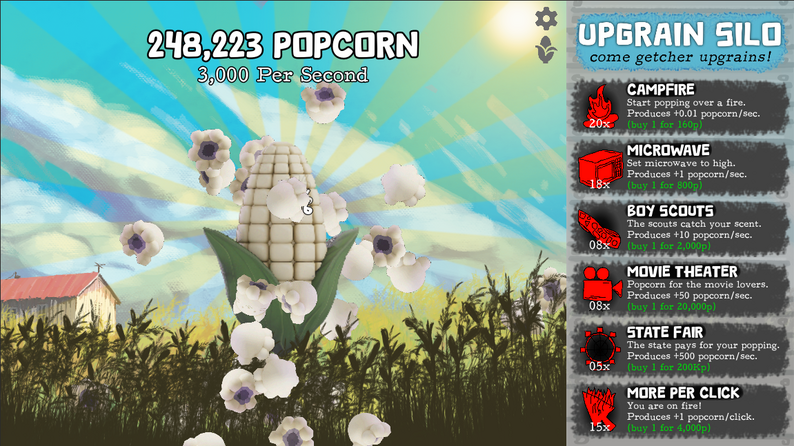 248,223 POPCORN
3,000 Per Second
UPGRAIN SILO
come getcher upgrains!
CAMPFIRE
Start popping over a fire.
Produces +0.01 popcorn/sec.
20x
(buy 1 for 160p)
MICROWAVE
Set microwave to high.
Produces +1 popcorn/sec.
18x
(buy 1 for 800p)
BOY SCOUTS
The scouts catch your scent.
Produces +10 popcorn/sec.
08x
(buy 1 for 2,000p)
MOVIE THEATER
Popcorn for the movie lovers.
Produces +50 popcorn/sec.
08x
(buy 1 for 20,000p)
STATE FAIR
The state pays for your popping.
Produces +500 popcorn/sec.
05x
(buy 1 for 200Kp)
MORE PER CLICK
You are on fire!
Produces +1 popcorn/click.
15x
(buy 1 for 4,000p)